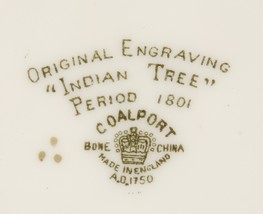 ORIGINAL ENGRAVING
"INDIAN TREE"
PERIOD 1801
COALPORT
BONE CHINA
MADE IN ENGLAND
A.D. 1750